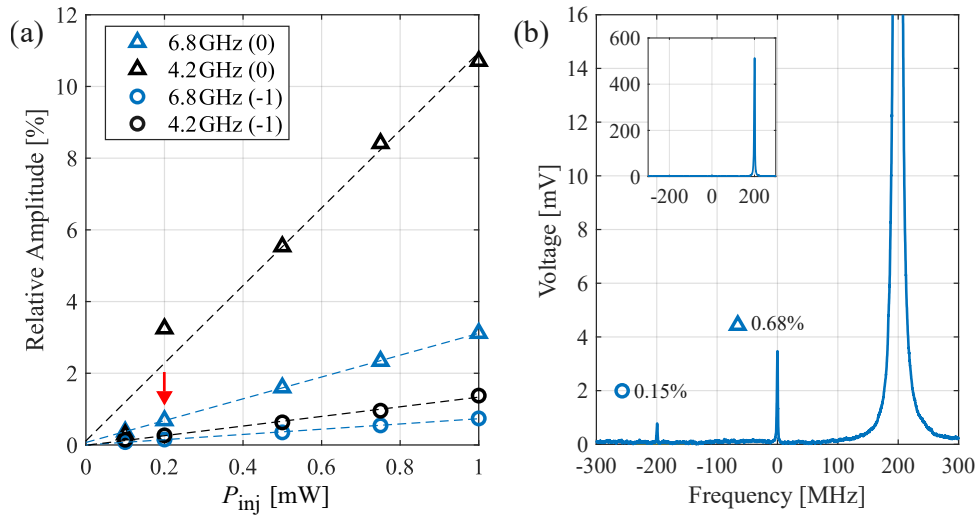 (a)
12
10
8
6
4
2
0
Relative Amplitude [%]
6.8 GHz (0)
4.2 GHz (0)
6.8 GHz (-1)
4.2 GHz (-1)
0 0.2 0.4 0.6 0.8 1
P_inj [mW]
(b)
16
14
12
10
8
6
4
2
0
Voltage [mV]
600
400
200
0
-200 0 200
0.68%
0.15%
-300 -200 -100 0 100 200 300
Frequency [MHz]